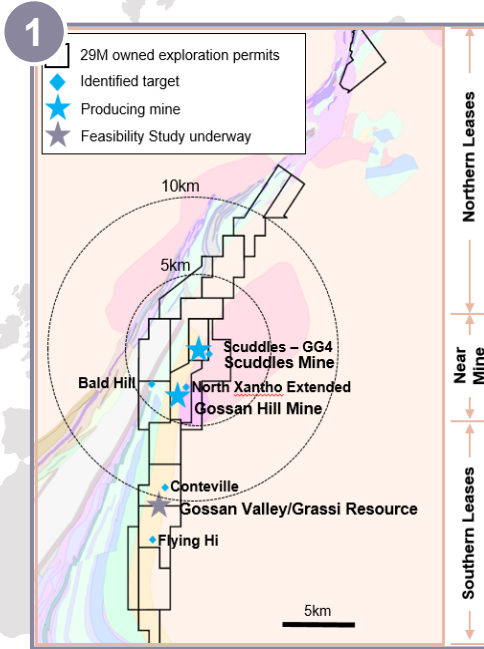 1
29M owned exploration permits
Identified target
Producing mine
Feasibility Study underway
10km
5km
Scuddles – GG4
Scuddles Mine
Bald Hill
North Xantho Extended
Gossan Hill Mine
Conteville
Gossan Valley/Grassi Resource
Flying Hi
5km
Northern Leases
Near
Mine
Southern Leases